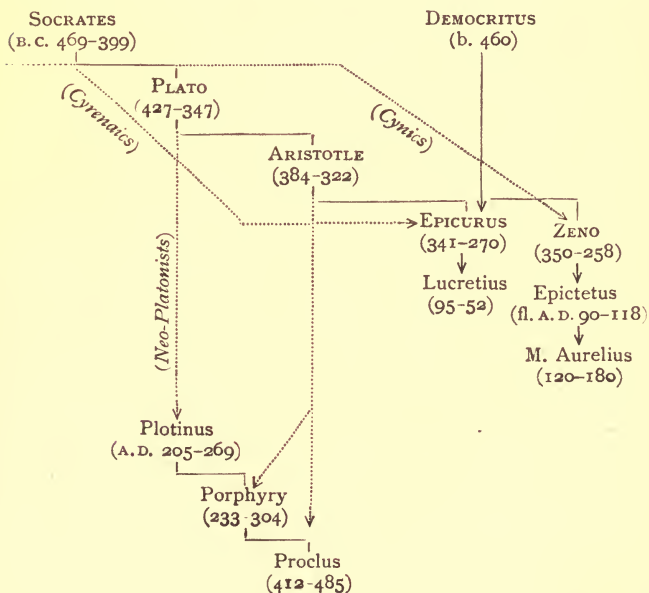 SOCRATES
(B.C. 469-399)
DEMOCRITUS
(b. 460)
PLATO
(427-347)
(Cyrenaics)
(Cynics)
ARISTOTLE
(384-322)
EPICURUS
(341-270)
ZENO
(350-258)
Lucretius
(95-52)
Epictetus
(fl. A.D. 90-118)
M. Aurelius
(120-180)
(Neo-Platonists)
Plotinus
(A.D. 205-269)
Porphyry
(233-304)
Proclus
(412-485)